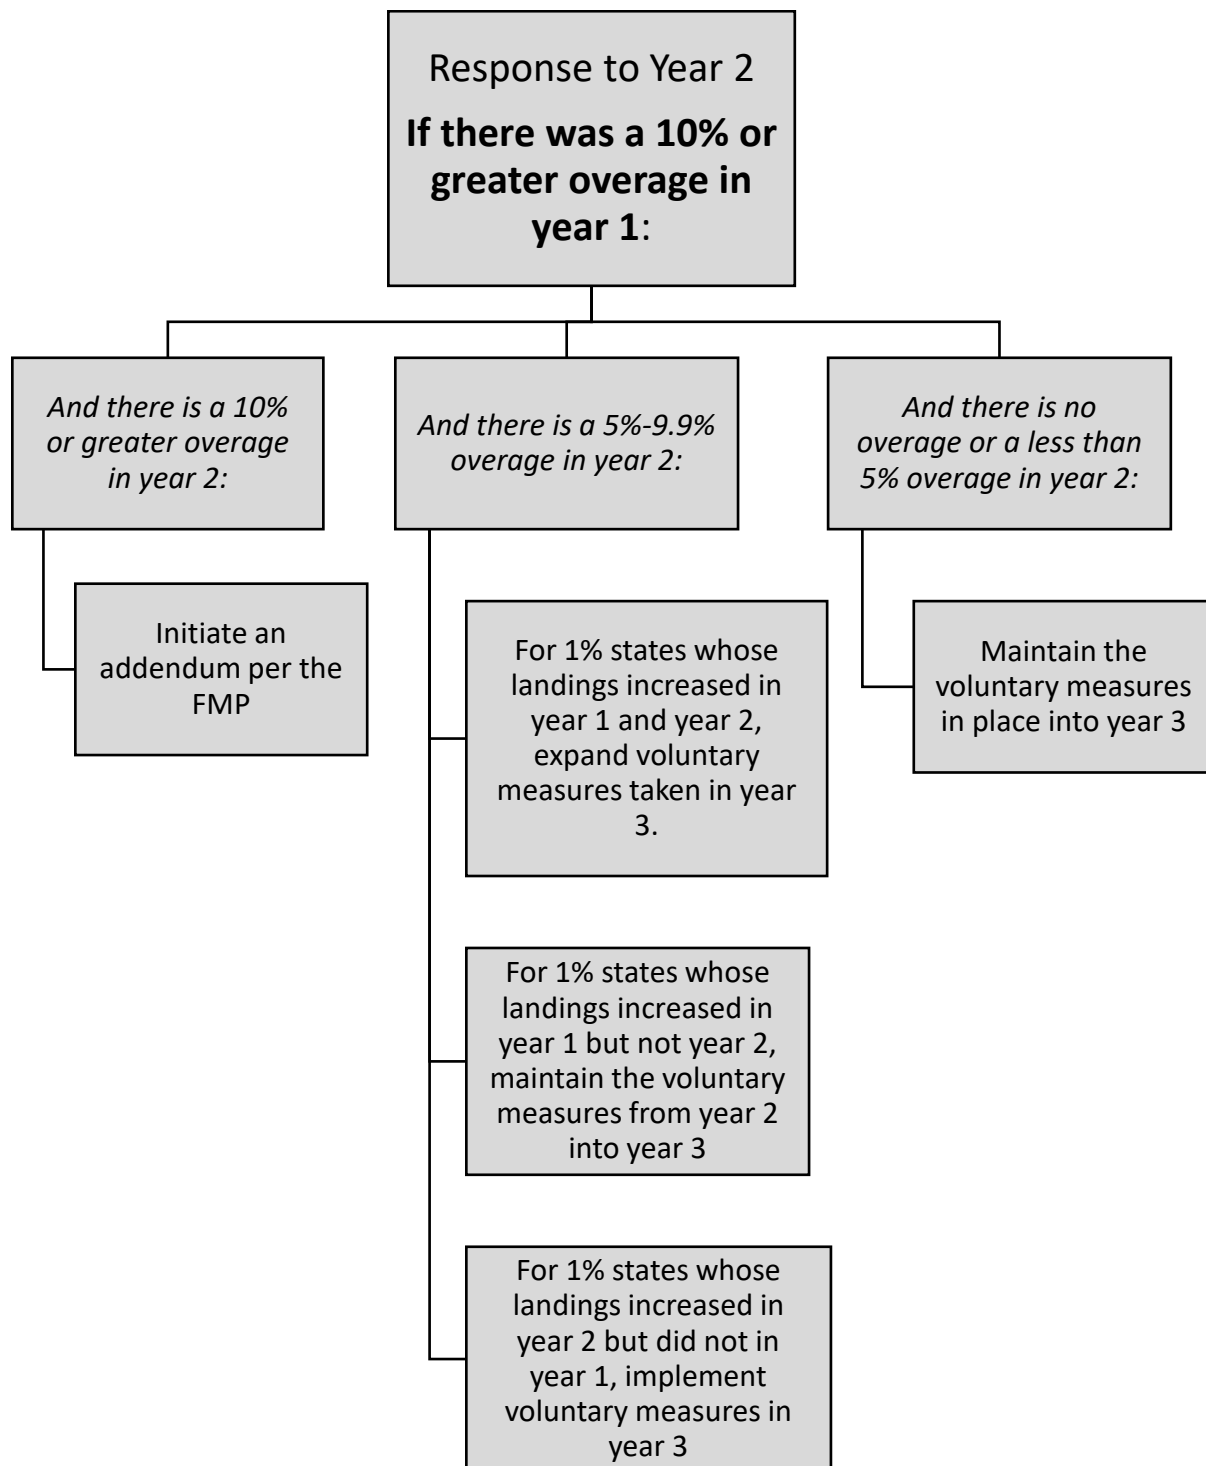 Response to Year 2
If there was a 10% or
greater overage in
year 1:
And there is a 10%
or greater overage
in year 2:
And there is a 5%-9.9%
overage in year 2:
And there is no
overage or a less than
5% overage in year 2:
Initiate an
addendum per the
FMP
For 1% states whose
landings increased in
year 1 and year 2,
expand voluntary
measures taken in year
3.
Maintain the
voluntary measures
in place into year 3
For 1% states whose
landings increased in
year 1 but not year 2,
maintain the voluntary
measures from year 2
into year 3
For 1% states whose
landings increased in
year 2 but did not in
year 1, implement
voluntary measures in
year 3